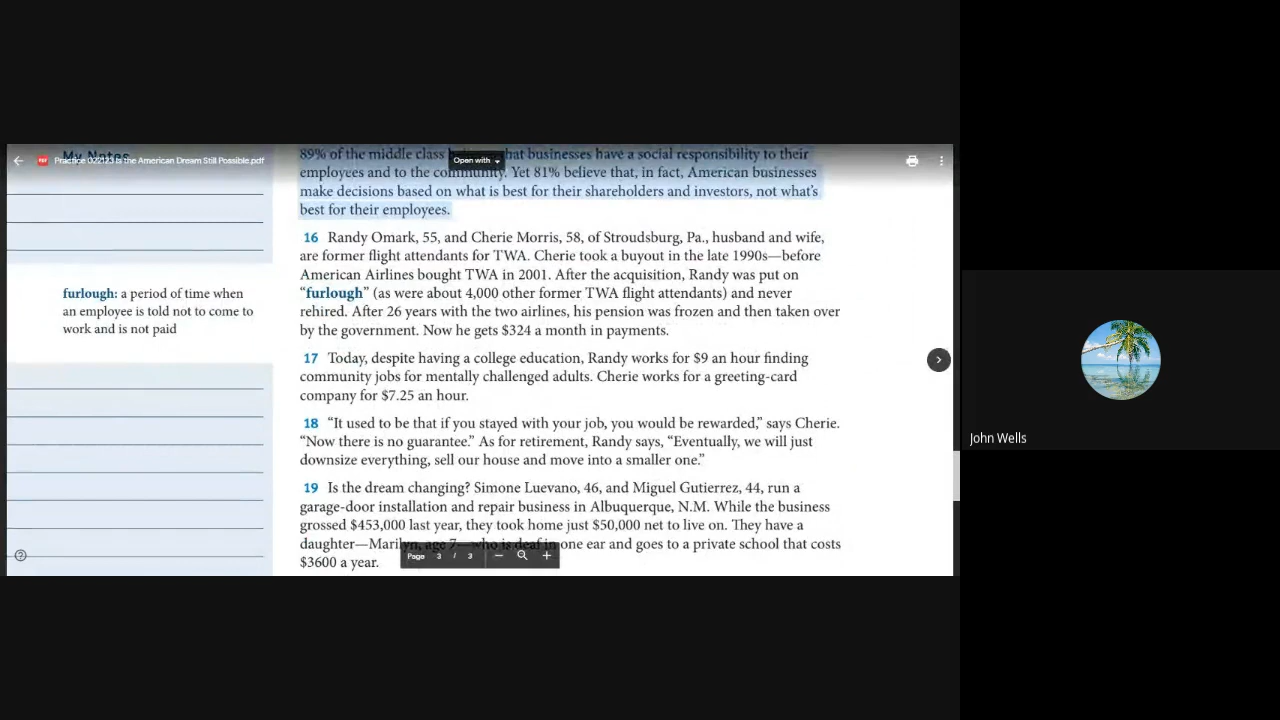 My Notes
Practice 022123 Is the American Dream Still Possible.pdf
Open with
89% of the middle class that businesses have a social responsibility to their
employees and to the community. Yet 81% believe that, in fact, American businesses
make decisions based on what is best for their shareholders and investors, not what's
best for their employees.
16 Randy Omark, 55, and Cherie Morris, 58, of Stroudsburg, Pa., husband and wife,
are former flight attendants for TWA. Cherie took a buyout in the late 1990s—before
American Airlines bought TWA in 2001. After the acquisition, Randy was put on
“furlough” (as were about 4,000 other former TWA flight attendants) and never
rehired. After 26 years with the two airlines, his pension was frozen and then taken over
by the government. Now he gets $324 a month in payments.
furlough: a period of time when
an employee is told not to come to
work and is not paid
17 Today, despite having a college education, Randy works for $9 an hour finding
community jobs for mentally challenged adults. Cherie works for a greeting-card
company for $7.25 an hour.
18 “It used to be that if you stayed with your job, you would be rewarded,” says Cherie.
“Now there is no guarantee.” As for retirement, Randy says, “Eventually, we will just
downsize everything, sell our house and move into a smaller one.”
19 Is the dream changing? Simone Luevano, 46, and Miguel Gutierrez, 44, run a
garage-door installation and repair business in Albuquerque, N.M. While the business
grossed $453,000 last year, they took home just $50,000 net to live on. They have a
daughter—Marilyn, age 7—who is deaf in one ear and goes to a private school that costs
$3600 a year.
Page 3 / 3
John Wells